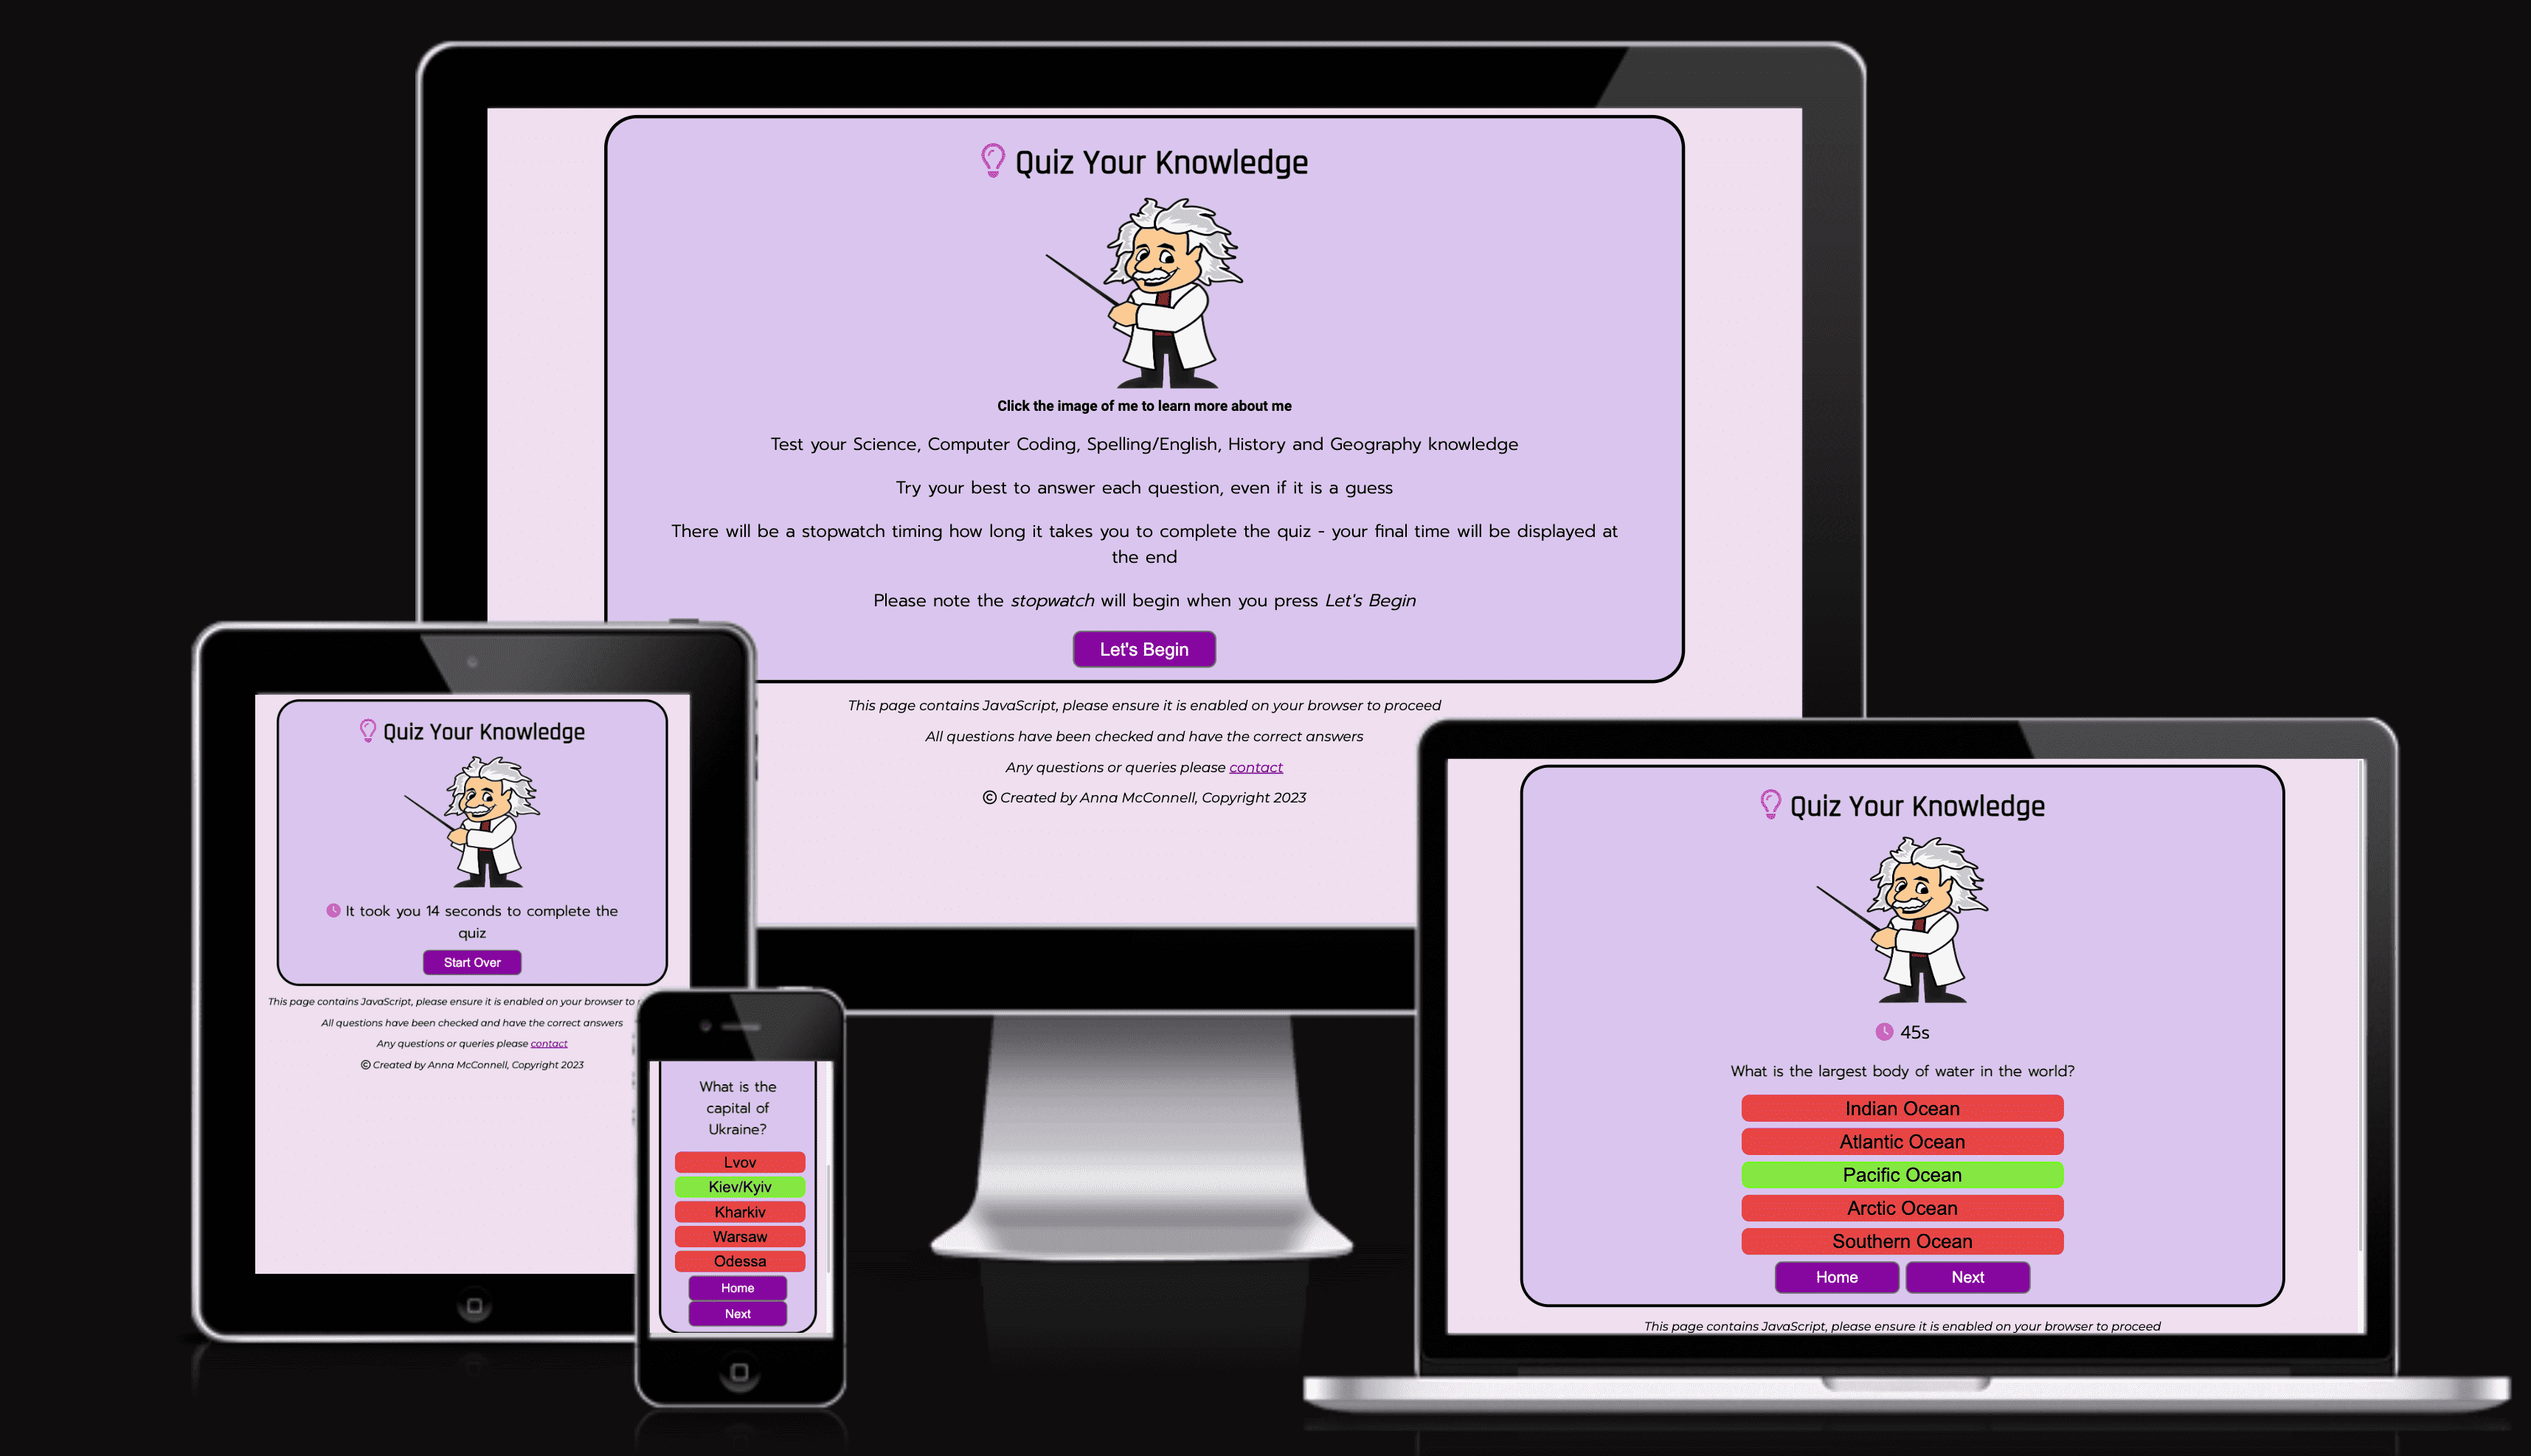 Quiz Your Knowledge
Click the image of me to learn more about me
Test your Science, Computer Coding, Spelling/English, History and Geography knowledge
Try your best to answer each question, even if it is a guess
There will be a stopwatch timing how long it takes you to complete the quiz - your final time will be displayed at
the end
Please note the stopwatch will begin when you press Let's Begin
Let's Begin
This page contains JavaScript, please ensure it is enabled on your browser to proceed
All questions have been checked and have the correct answers
Any questions or queries please contact
© Created by Anna McConnell, Copyright 2023
Quiz Your Knowledge
It took you 14 seconds to complete the
quiz
Start Over
This page contains JavaScript, please ensure it is enabled on your browser to
All questions have been checked and have the correct answers
Any questions or queries please contact
© Created by Anna McConnell, Copyright 2023
What is the
capital of
Ukraine?
Lvov
Kiev/Kyiv
Kharkiv
Warsaw
Odessa
Home
Next
Quiz Your Knowledge
45s
What is the largest body of water in the world?
Indian Ocean
Atlantic Ocean
Pacific Ocean
Arctic Ocean
Southern Ocean
Home Next
This page contains JavaScript, please ensure it is enabled on your browser to proceed